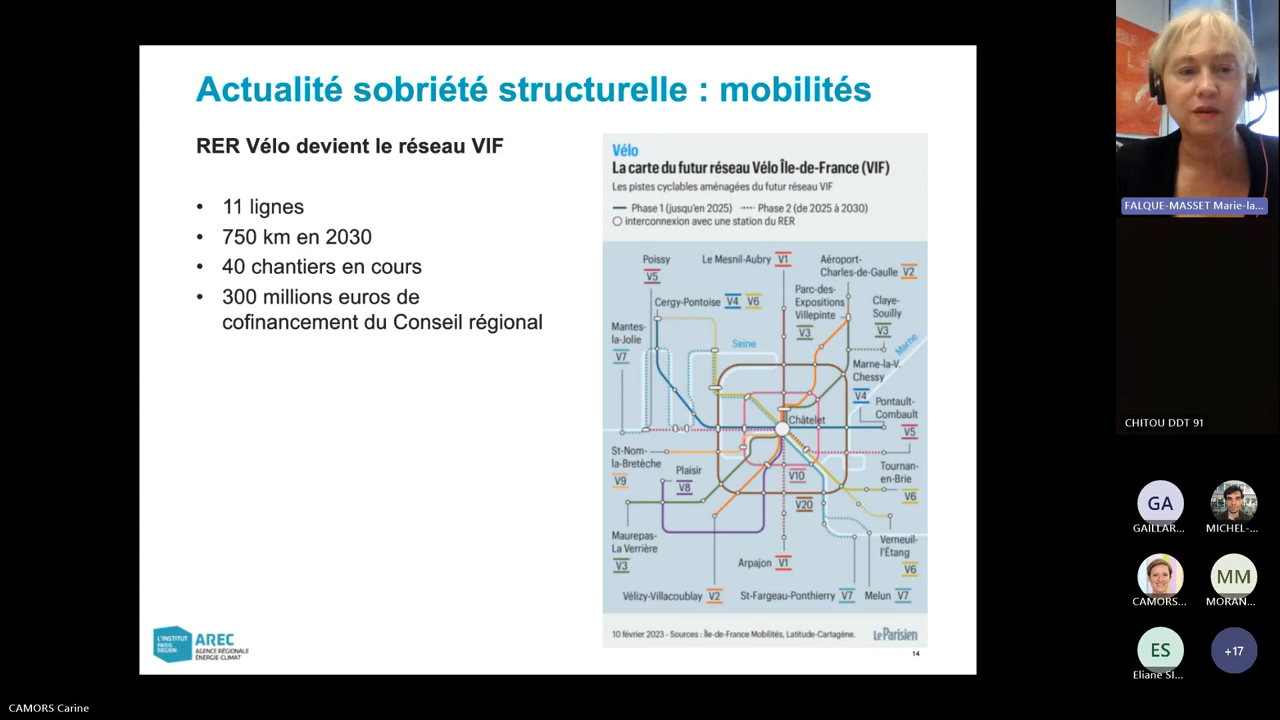 Actualité sobriété structurelle : mobilités
RER Vélo devient le réseau VIF
• 11 lignes
• 750 km en 2030
• 40 chantiers en cours
• 300 millions euros de
cofinancement du Conseil régional
Vélo
La carte du futur réseau Vélo Île-de-France (VIF)
Les pistes cyclables aménagées du futur réseau VIF
Phase 1 (jusqu'en 2025) Phase 2 (de 2025 à 2030)
interconnexion avec une station du RER
Poissy
V5
Le Mesnil-Aubry V1
Aéroport-
Charles-de-Gaulle V2
Cergy-Pontoise V4 V6
Parc-des-
Expositions
Villepinte
V3
Claye-
Souilly
V3
Mantes-
la-Jolie
V7
Seine
Marne
Marne-la-V.
Chessy
V4
Châtelet
Pontault-
Combault
V5
St-Nom-
la-Bretèche
V9
Plaisir
V8
V10
V20
Tournan-
en-Brie
V6
Maurepas-
La Verrière
V3
Arpajon V1
Verneuil-
l'Étang
V6
Vélizy-Villacoublay V2
St-Fargeau-Ponthierry V7
Melun V7
10 février 2023 - Sources : Île-de-France Mobilités, Latitude-Cartagène.
Le Parisien
14
L'INSTITUT
PARIS
REGION
AREC
AGENCE RÉGIONALE
ÉNERGIE-CLIMAT
FALQUE-MASSET Marie-la...
CHITOU DDT 91
GA
GAILLAR...
MICHEL-...
CAMORS...
MM
MORAN...
ES
Eliane SI...
+17
CAMORS Carine